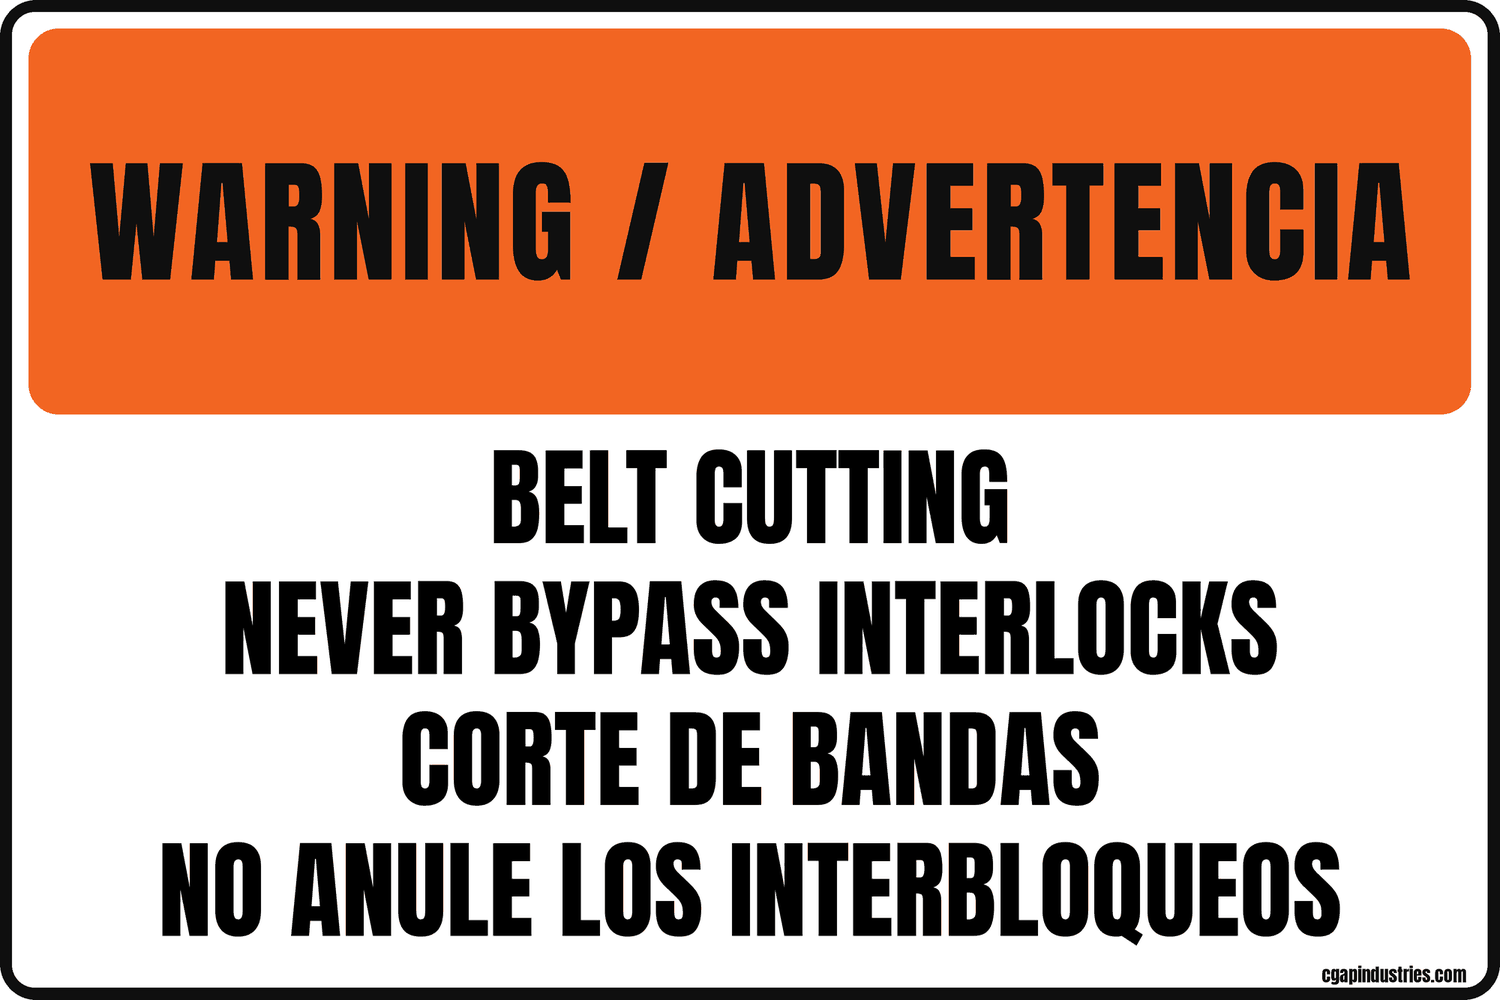 WARNING / ADVERTENCIA
BELT CUTTING
NEVER BYPASS INTERLOCKS
CORTE DE BANDAS
NO ANULE LOS INTERBLOQUEOS
cgapindustries.com